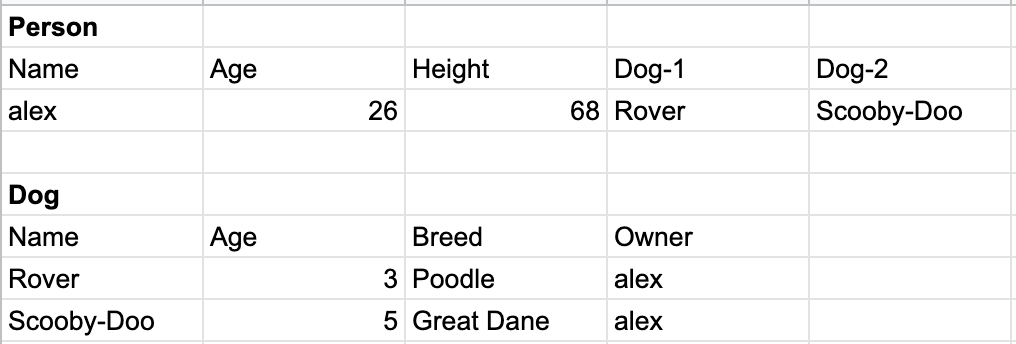 Person
Name Age Height Dog-1 Dog-2
alex 26 68 Rover Scooby-Doo
Dog
Name Age Breed Owner
Rover 3 Poodle alex
Scooby-Doo 5 Great Dane alex